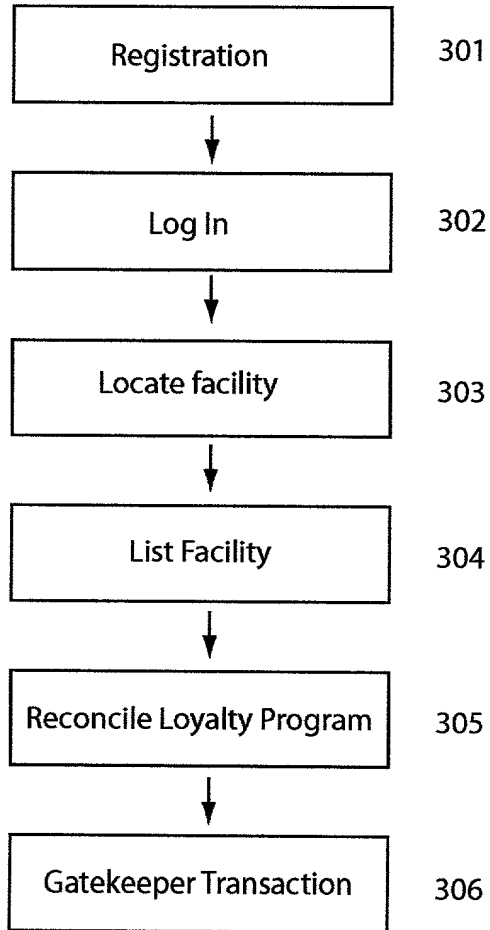 Registration 301
Log In 302
Locate facility 303
List Facility 304
Reconcile Loyalty Program 305
Gatekeeper Transaction 306